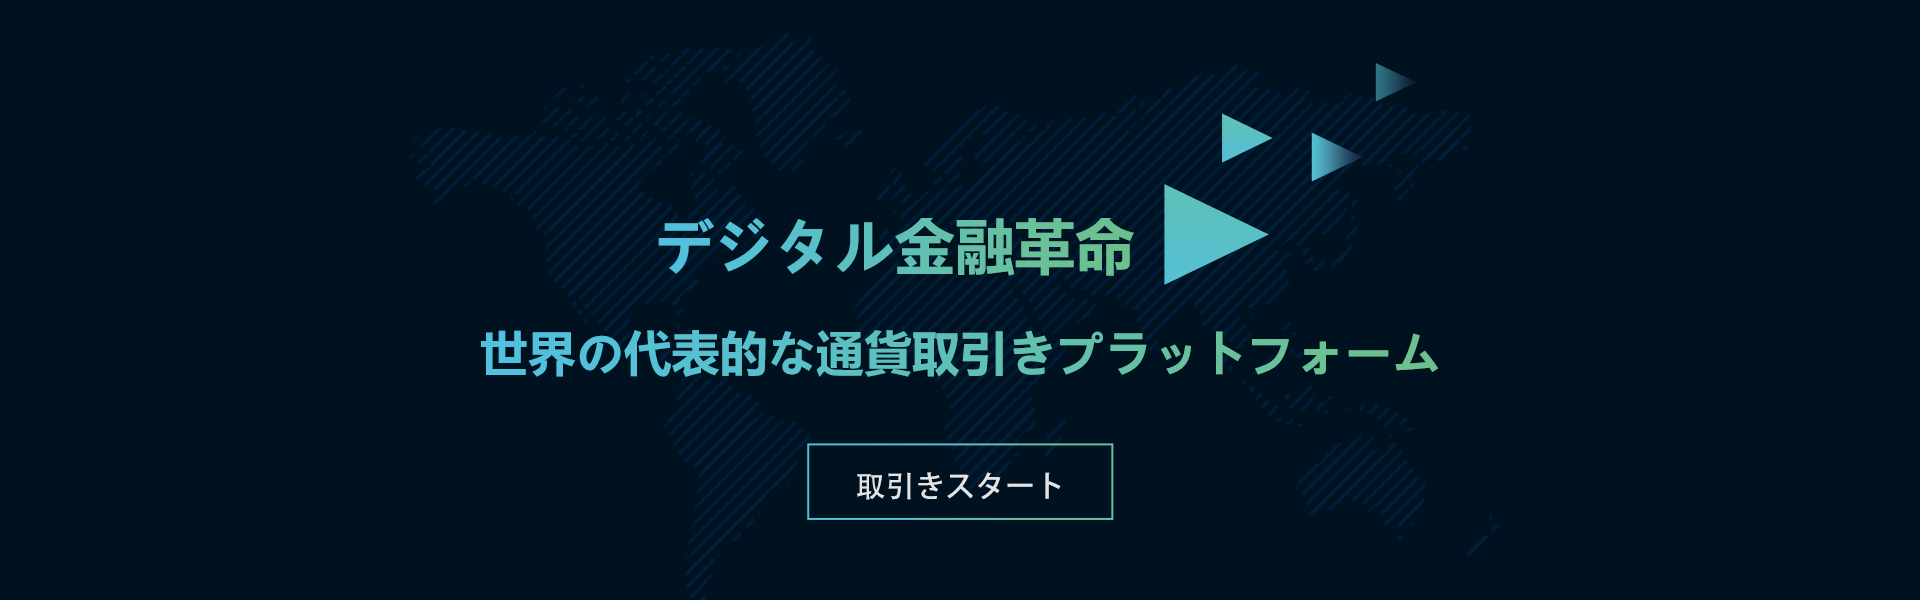 デジタル金融革命
世界の代表的な通貨取引きプラットフォーム
取引きスタート